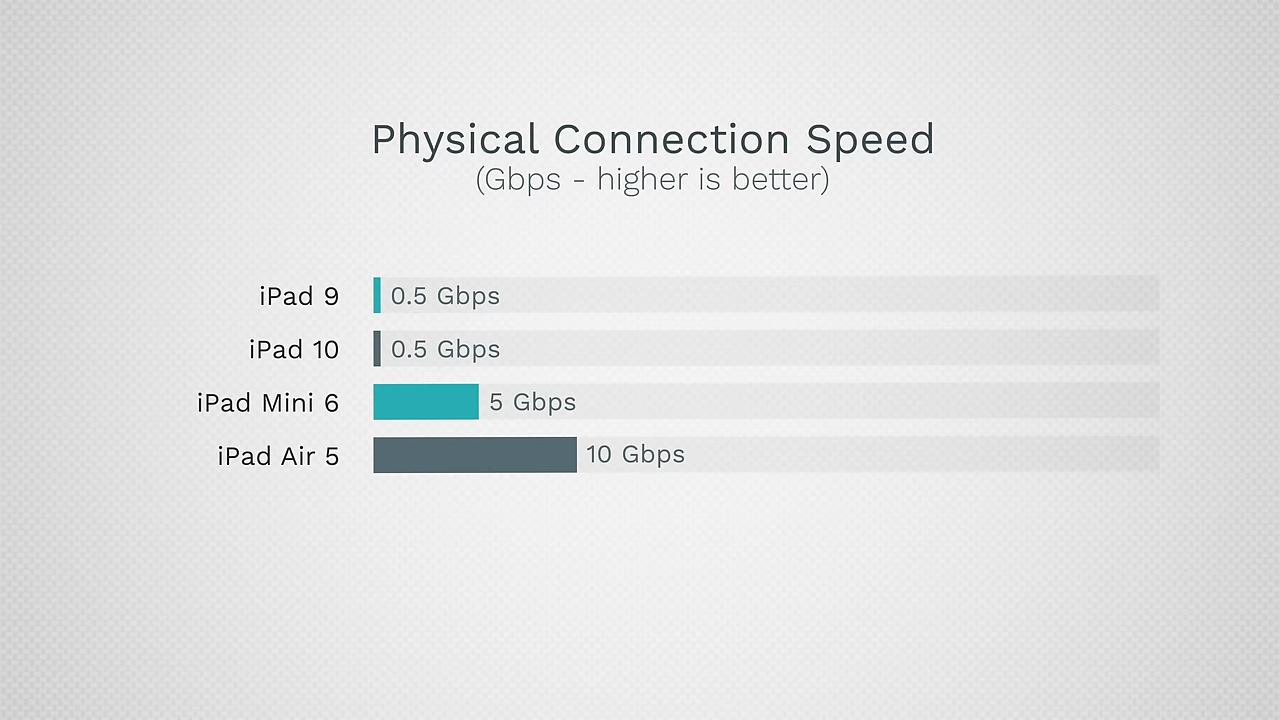 Physical Connection Speed
(Gbps - higher is better)
iPad 9 0.5 Gbps
iPad 10 0.5 Gbps
iPad Mini 6 5 Gbps
iPad Air 5 10 Gbps